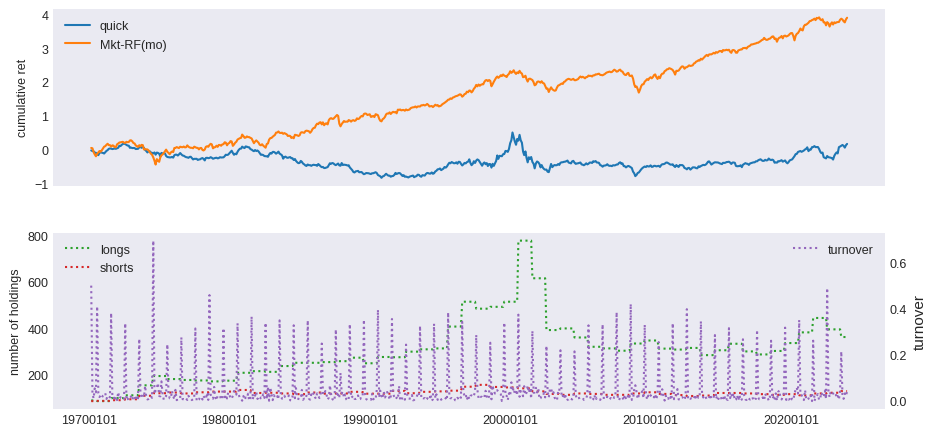 4
3
2
1
0
−1
cumulative ret
quick
Mkt-RF(mo)
800
600
400
200
number of holdings
longs
shorts
turnover
0.6
0.4
0.2
0.0
turnover
19700101
19800101
19900101
20000101
20100101
20200101